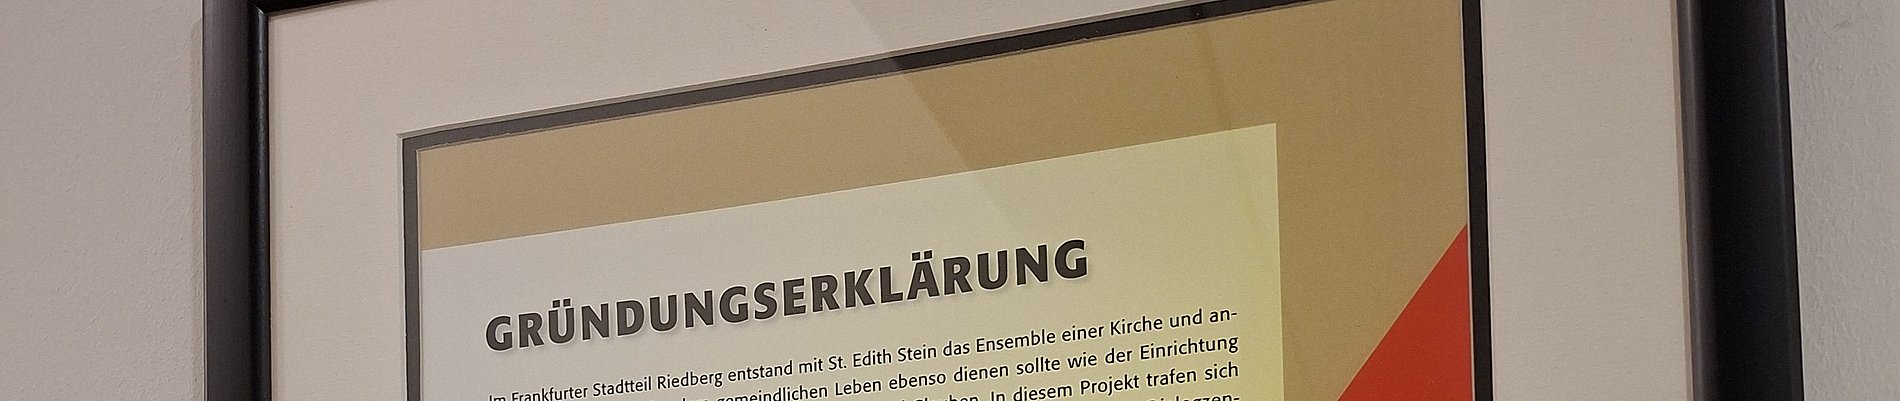 GRÜNDUNGSERKLÄRUNG
Im Frankfurter Stadtteil Riedberg entstand mit St. Edith Stein das Ensemble einer Kirche und an-
gemeindlichen Leben ebenso dienen sollte wie der Einrichtung
In diesem Projekt trafen sich